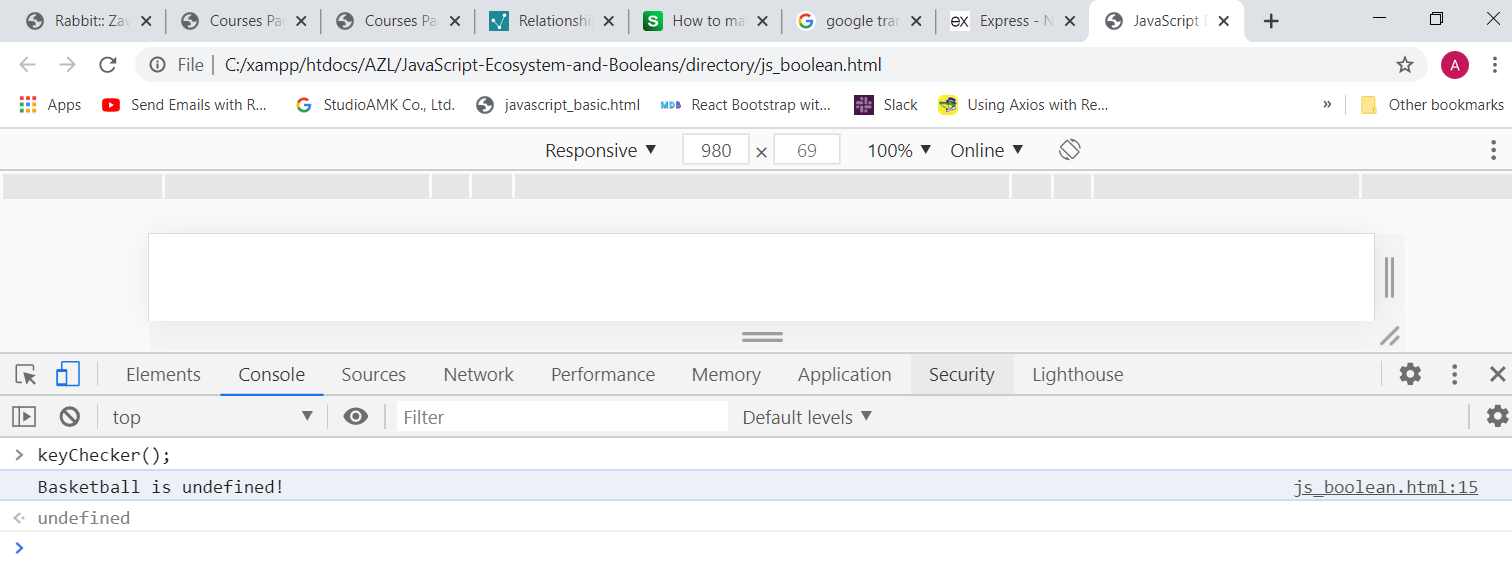 Rabbit:: Zaw Courses Pa Courses Pa Relationshi How to ma google tran Express - N JavaScript B
File C:/xampp/htdocs/AZL/JavaScript-Ecosystem-and-Booleans/directory/js_boolean.html A
Apps Send Emails with R... StudioAMK Co., Ltd. javascript_basic.html React Bootstrap wit... Slack Using Axios with Re... » Other bookmarks
Responsive 980 × 69 100% Online
Elements Console Sources Network Performance Memory Application Security Lighthouse
top Filter Default levels
> keyChecker();
Basketball is undefined! js_boolean.html:15
undefined
>